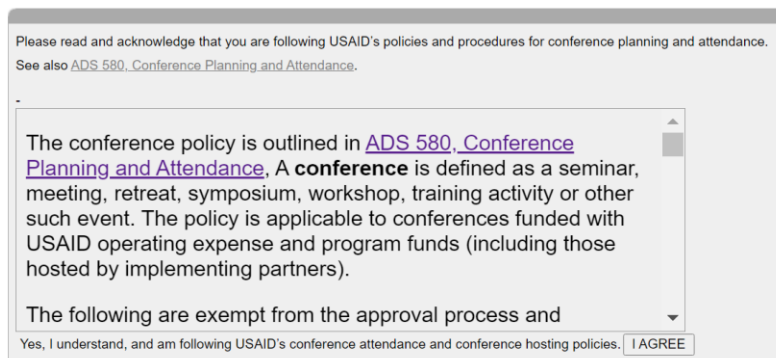 Please read and acknowledge that you are following USAID's policies and procedures for conference planning and attendance.
See also ADS 580, Conference Planning and Attendance.
-
The conference policy is outlined in ADS 580, Conference
Planning and Attendance, A conference is defined as a seminar,
meeting, retreat, symposium, workshop, training activity or other
such event. The policy is applicable to conferences funded with
USAID operating expense and program funds (including those
hosted by implementing partners).
The following are exempt from the approval process and
Yes, I understand, and am following USAID's conference attendance and conference hosting policies. I AGREE